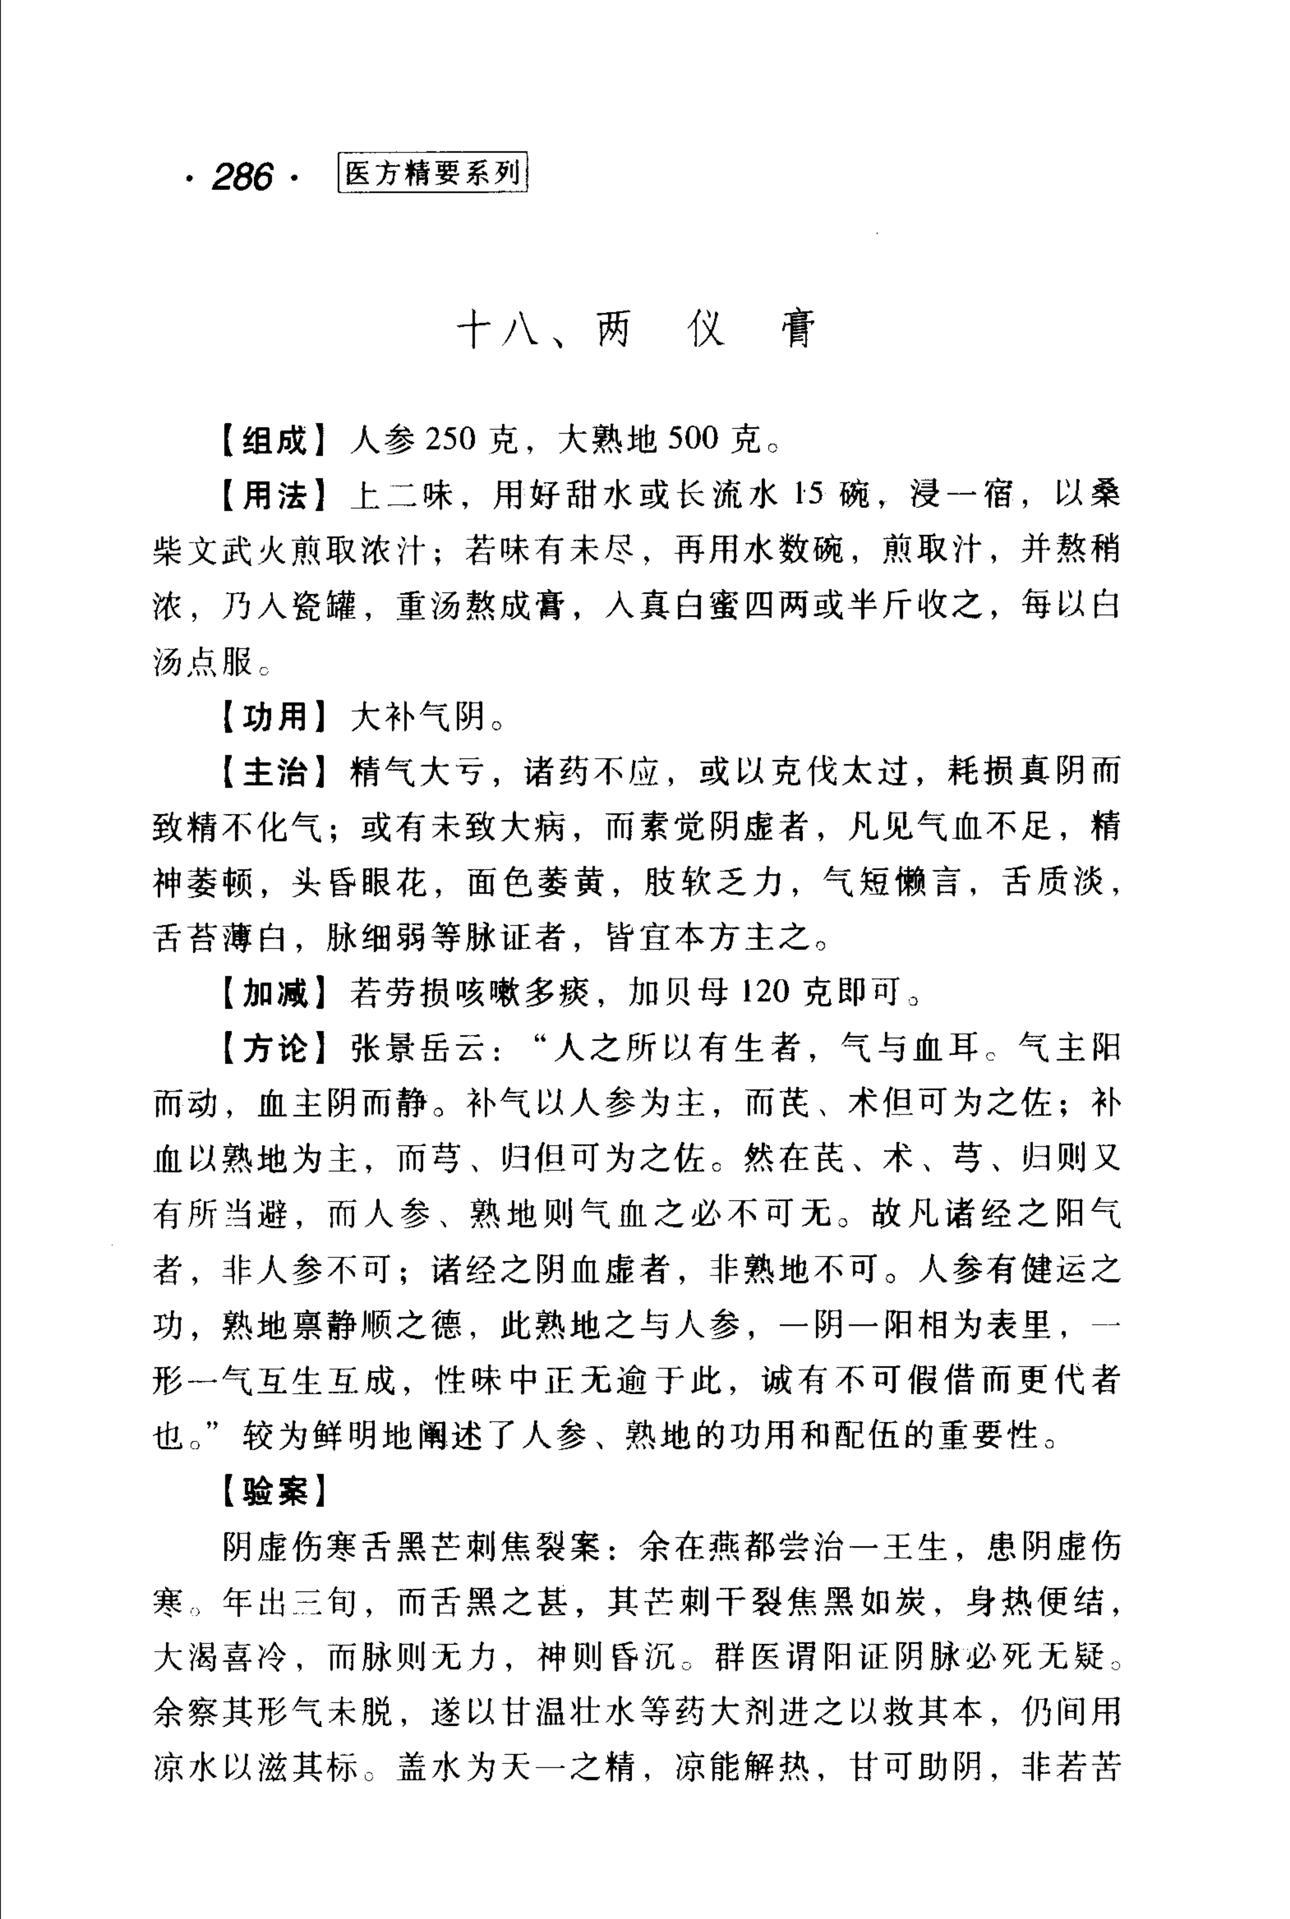 ·286· 医方精要系列
十八、两 仪 膏
【组成】 人参 250 克，大熟地 500 克。
【用法】 上二味，用好甜水或长流水 15 碗，浸一宿，以桑
柴文武火煎取浓汁；若味有未尽，再用水数碗，煎取汁，并熬稍
浓，乃入瓷罐，重汤熬成膏，入真白蜜四两或半斤收之，每以白
汤点服。
【功用】 大补气阴。
【主治】 精气大亏，诸药不应，或以克伐太过，耗损真阴而
致精不化气；或有未致大病，而素觉阴虚者，凡见气血不足，精
神萎顿，头昏眼花，面色萎黄，肢软乏力，气短懒言，舌质淡，
舌苔薄白，脉细弱等脉证者，皆宜本方主之。
【加减】 若劳损咳嗽多痰，加贝母 120 克即可。
【方论】 张景岳云：“人之所以有生者，气与血耳。气主阳
而动，血主阴而静。补气以人参为主，而芪、术但可为之佐；补
血以熟地为主，而芎、归但可为之佐。然在芪、术、芎、归则又
有所当避，而人参、熟地则气血之必不可无。故凡诸经之阳气
者，非人参不可；诸经之阴血虚者，非熟地不可。人参有健运之
功，熟地禀静顺之德，此熟地之与人参，一阴一阳相为表里，一
形一气互生互成，性味中正无逾于此，诚有不可假借而更代者
也。” 较为鲜明地阐述了人参、熟地的功用和配伍的重要性。
【验案】
阴虚伤寒舌黑芒刺焦裂案：余在燕都尝治一王生，患阴虚伤
寒。年出三旬，而舌黑之甚，其芒刺干裂焦黑如炭，身热便结，
大渴喜冷，而脉则无力，神则昏沉。群医谓阳证阴脉必死无疑。
余察其形气未脱，遂以甘温壮水等药大剂进之以救其本，仍间用
凉水以滋其标。盖水为天一之精，凉能解热，甘可助阴，非若苦